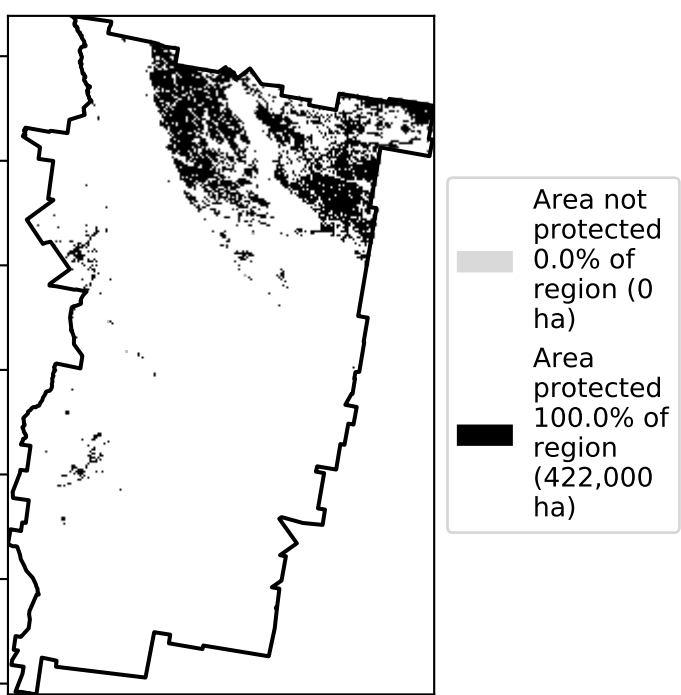 Area not
protected
0.0% of
region (0
ha)
Area
protected
100.0% of
region
(422,000
ha)